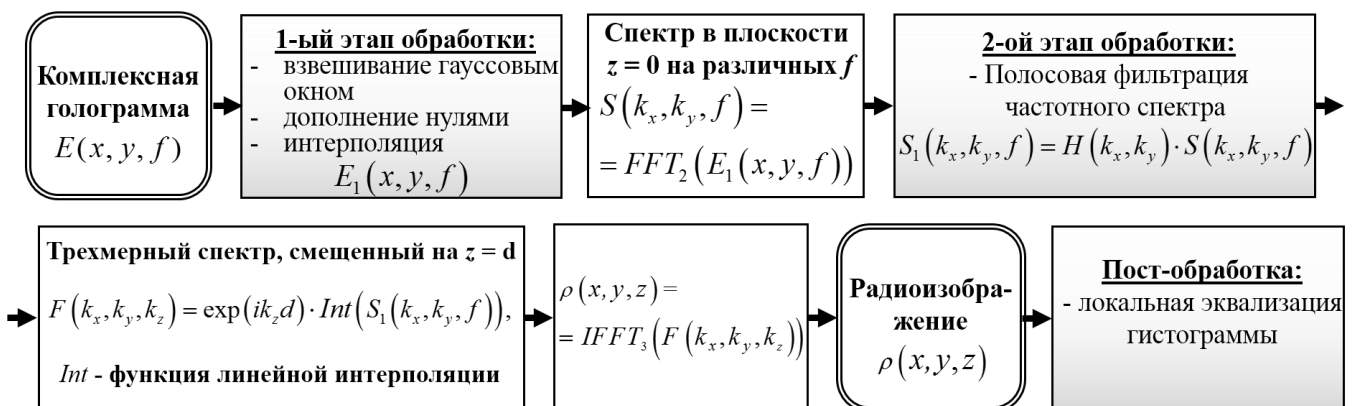 Комплексная
голограмма
E(x, y, f)
1-ый этап обработки:
- взвешивание гауссовым
окном
- дополнение нулями
- интерполяция
E₁(x, y, f)
Спектр в плоскости
z = 0 на различных f
S(kₓ,k_y, f) =
= FFT₂(E₁(x, y, f))
2-ой этап обработки:
- Полосовая фильтрация
частотного спектра
S₁(kₓ,k_y, f) = H(kₓ,k_y)·S(kₓ,k_y, f)
Трехмерный спектр, смещенный на z = d
F(kₓ,k_y,k_z) = exp(ik_z d)·Int(S₁(kₓ,k_y, f)),
Int - функция линейной интерполяции
ρ(x, y, z) =
= IFFT₃(F(kₓ,k_y,k_z))
Радиоизобра-
жение
ρ(x, y, z)
Пост-обработка:
- локальная эквализация
гистограммы